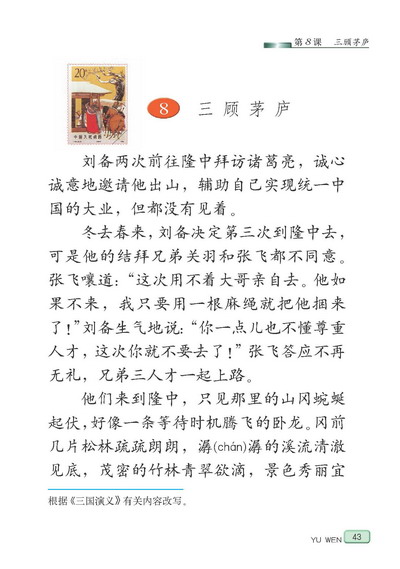 第8课 三顾茅庐
20
8 三顾茅庐
刘备两次前往隆中拜访诸葛亮，诚心
诚意地邀请他出山，辅助自己实现统一中
国的大业，但都没有见着。
冬去春来，刘备决定第三次到隆中去，
可是他的结拜兄弟关羽和张飞都不同意。
张飞嚷道：“这次用不着大哥亲自去。他如
果不来，我只要用一根麻绳就把他捆来
了！”刘备生气地说：“你一点儿也不懂尊重
人才，这次你就不要去了！”张飞答应不再
无礼，兄弟三人才一起上路。
他们来到隆中，只见那里的山冈蜿蜒
起伏，好像一条等待时机腾飞的卧龙。冈前
几片松林疏疏朗朗，潺(chán)潺的溪流清澈
见底，茂密的竹林青翠欲滴，景色秀丽宜
根据《三国演义》有关内容改写。
YU WEN 43